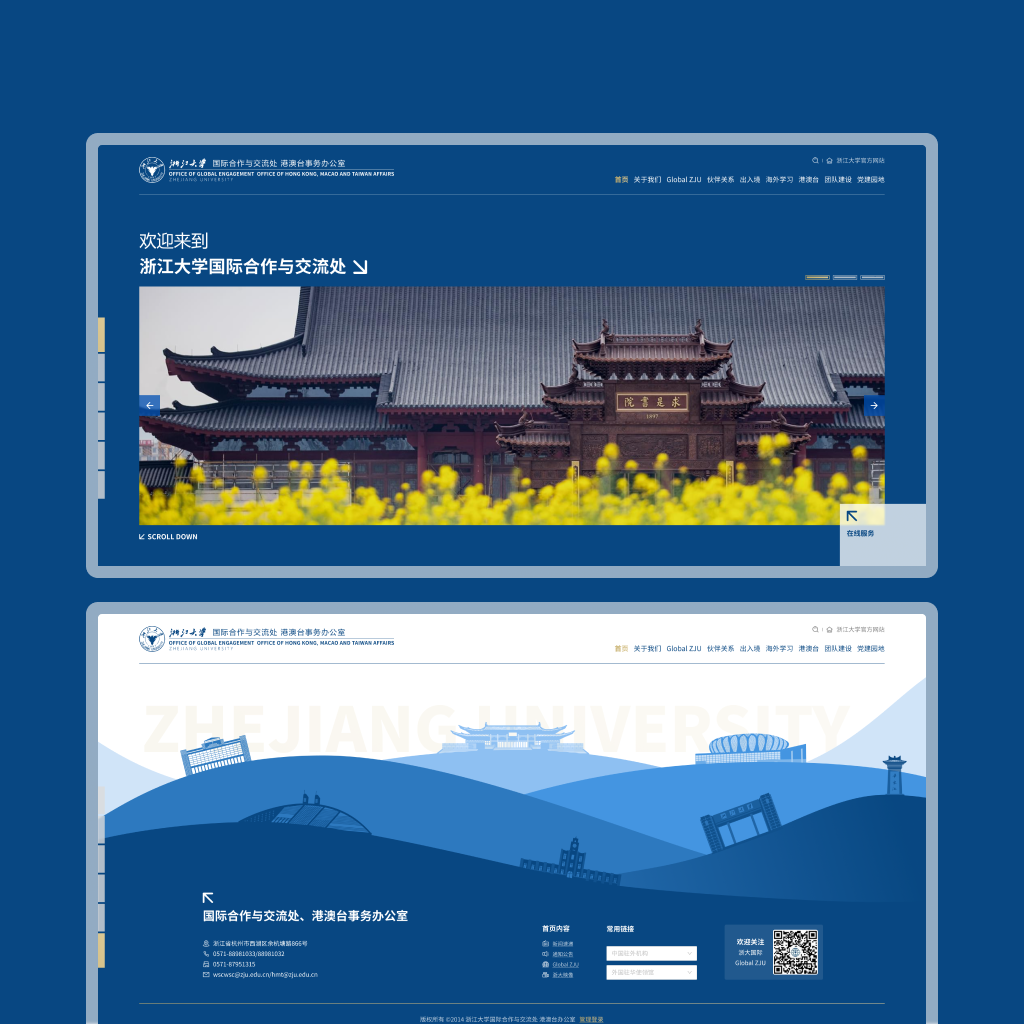 浙江大学 国际合作与交流处 港澳台事务办公室
OFFICE OF GLOBAL ENGAGEMENT OFFICE OF HONG KONG, MACAO AND TAIWAN AFFAIRS
ZHEJIANG UNIVERSITY
浙江大学官方网站
首页 关于我们 Global ZJU 伙伴关系 出入境 海外学习 港澳台 团队建设 党建园地
欢迎来到
浙江大学国际合作与交流处
院書是求
1897
SCROLL DOWN
在线服务
浙江大学 国际合作与交流处 港澳台事务办公室
OFFICE OF GLOBAL ENGAGEMENT OFFICE OF HONG KONG, MACAO AND TAIWAN AFFAIRS
ZHEJIANG UNIVERSITY
浙江大学官方网站
首页 关于我们 Global ZJU 伙伴关系 出入境 海外学习 港澳台 团队建设 党建园地
ZHEJIANG UNIVERSITY
国际合作与交流处、港澳台事务办公室
浙江省杭州市西湖区余杭塘路866号
0571-88981033/88981032
0571-87951315
wscwsc@zju.edu.cn/hmt@zju.edu.cn
首页内容
新闻速递
通知公告
Global ZJU
浙大映像
常用链接
中国驻外机构
外国驻华使领馆
欢迎关注
浙大国际
Global ZJU
版权所有 ©2014 浙江大学国际合作与交流处 港澳台办公室 管理登录